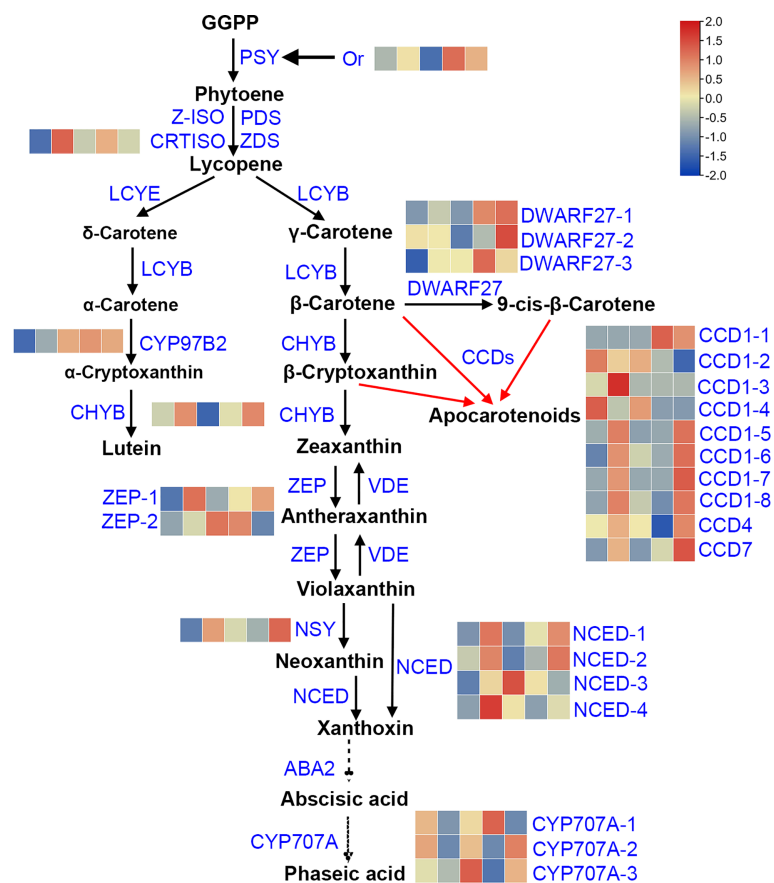 GGPP
PSY
Or
Phytoene
Z-ISO PDS
CRTISO ZDS
Lycopene
LCYE
LCYB
δ-Carotene
γ-Carotene
DWARF27-1
DWARF27-2
DWARF27-3
LCYB
LCYB
DWARF27
α-Carotene
β-Carotene
9-cis-β-Carotene
CYP97B2
CHYB
CCDs
α-Cryptoxanthin
β-Cryptoxanthin
Apocarotenoids
CHYB
CHYB
Lutein
Zeaxanthin
CCD1-1
CCD1-2
CCD1-3
CCD1-4
CCD1-5
CCD1-6
CCD1-7
CCD1-8
CCD4
CCD7
ZEP-1
ZEP-2
ZEP
VDE
Antheraxanthin
ZEP
VDE
Violaxanthin
NSY
Neoxanthin
NCED
NCED
NCED-1
NCED-2
NCED-3
NCED-4
Xanthoxin
ABA2
Abscisic acid
CYP707A
CYP707A-1
CYP707A-2
CYP707A-3
Phaseic acid
2.0
1.5
1.0
0.5
0.0
-0.5
-1.0
-1.5
-2.0